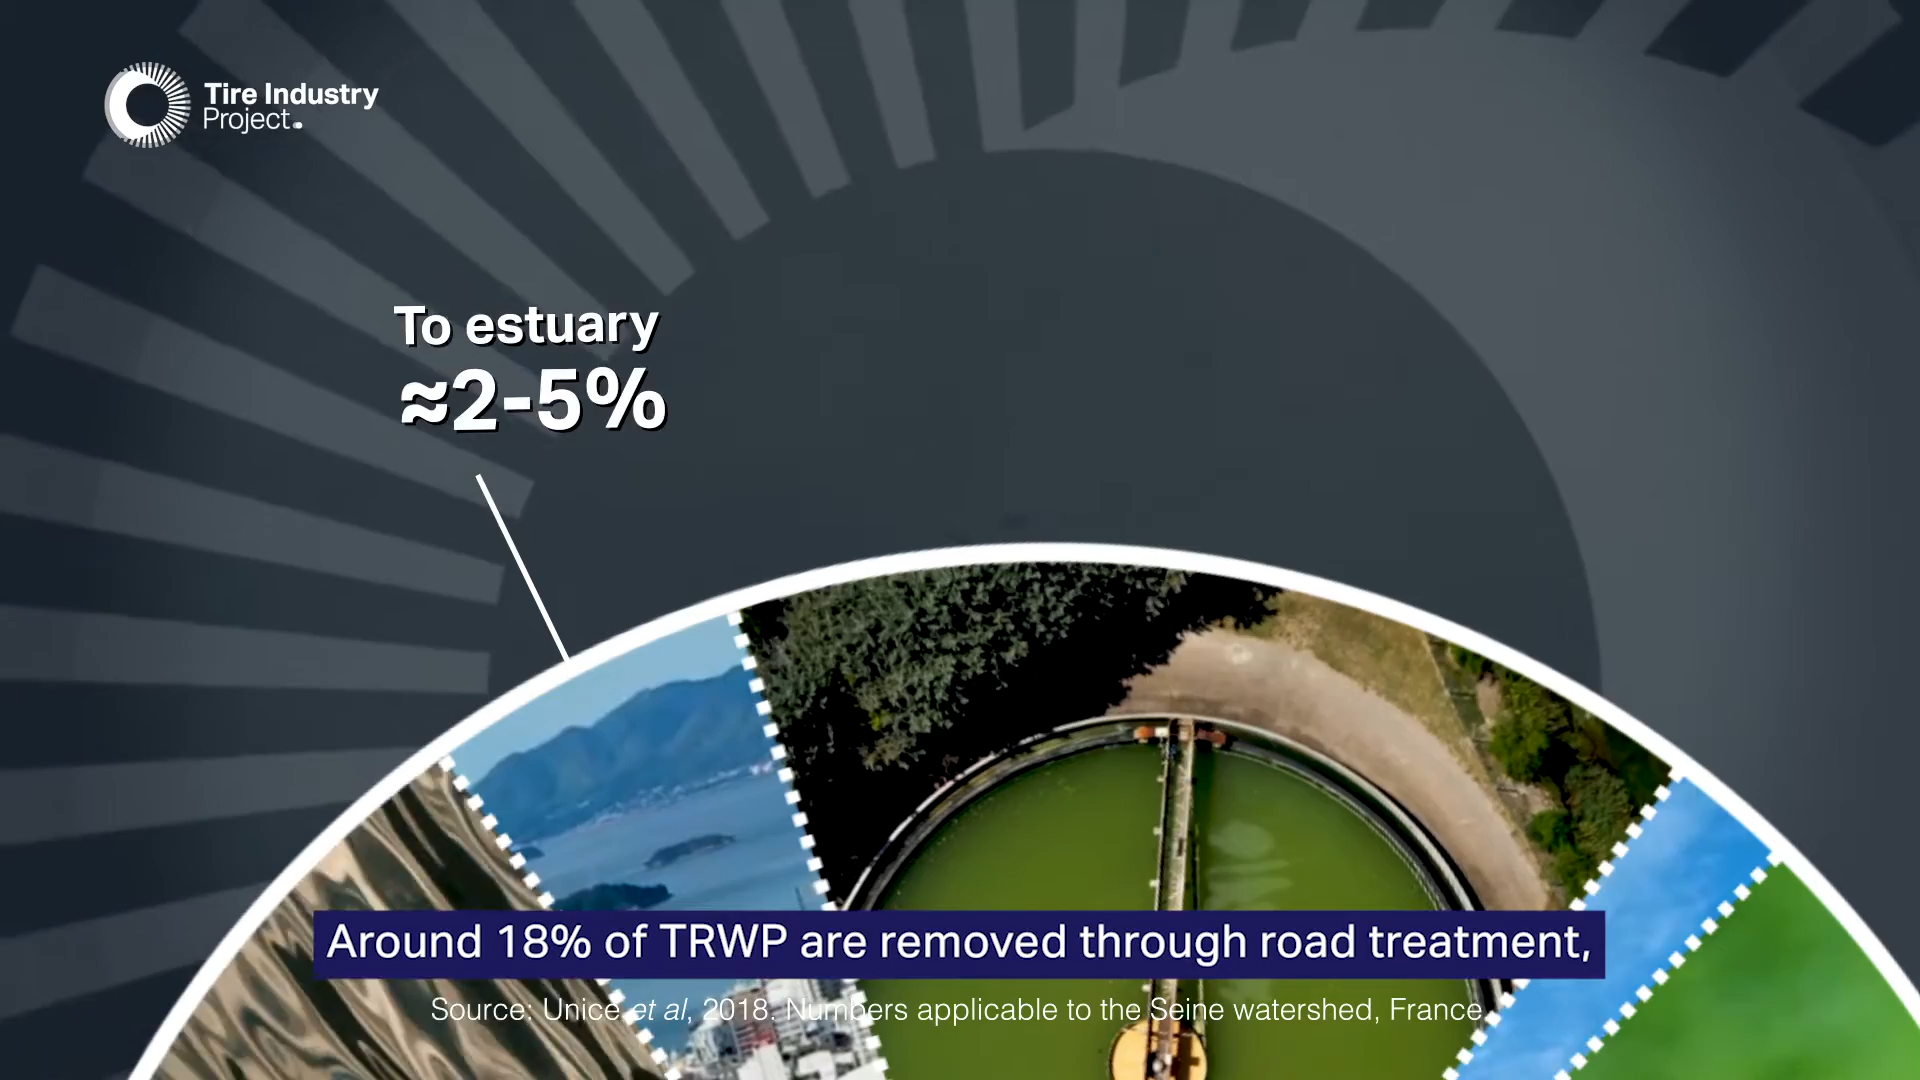 Tire Industry
Project.
To estuary
≈2-5%
Around 18% of TRWP are removed through road treatment,
Source: Unice et al, 2018. Numbers applicable to the Seine watershed, France.